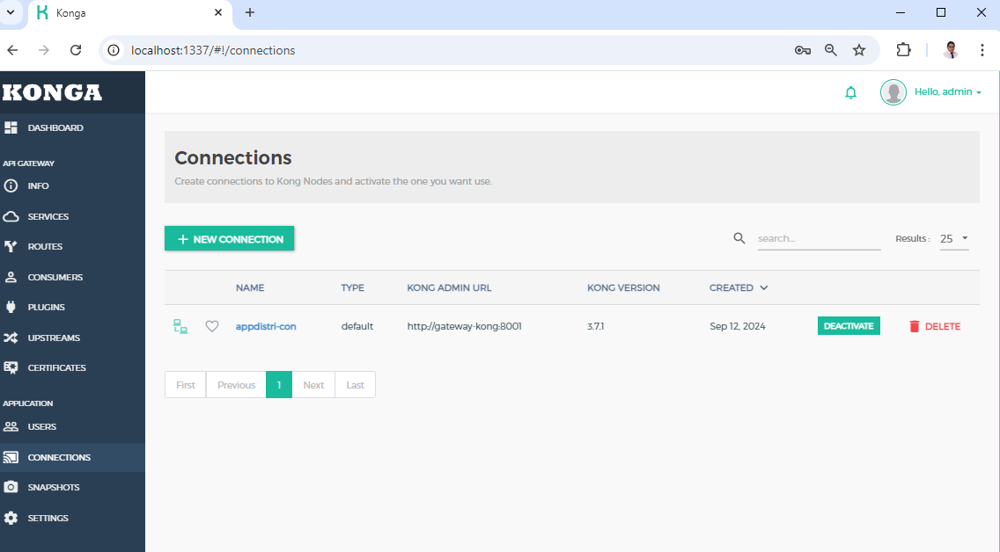 Konga
localhost:1337/#!/connections
KONGA
Hello, admin
DASHBOARD
API GATEWAY
INFO
SERVICES
ROUTES
CONSUMERS
PLUGINS
UPSTREAMS
CERTIFICATES
APPLICATION
USERS
CONNECTIONS
SNAPSHOTS
SETTINGS
Connections
Create connections to Kong Nodes and activate the one you want use.
+ NEW CONNECTION
search...
Results : 25
NAME TYPE KONG ADMIN URL KONG VERSION CREATED
appdistri-con default http://gateway-kong:8001 3.7.1 Sep 12, 2024 DEACTIVATE DELETE
First Previous 1 Next Last